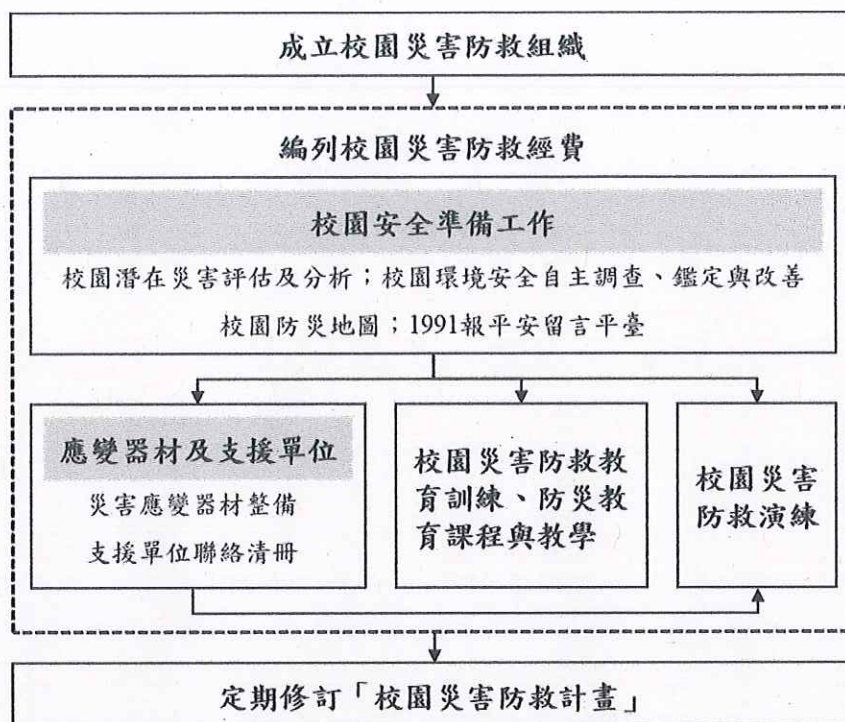 成立校園災害防救組織
編列校園災害防救經費
校園安全準備工作
校園潛在災害評估及分析；校園環境安全自主調查、鑑定與改善
校園防災地圖；1991報平安留言平臺
應變器材及支援單位
災害應變器材整備
支援單位聯絡清冊
校園災害防救教
育訓練、防災教
育課程與教學
校園災害
防救演練
定期修訂「校園災害防救計畫」